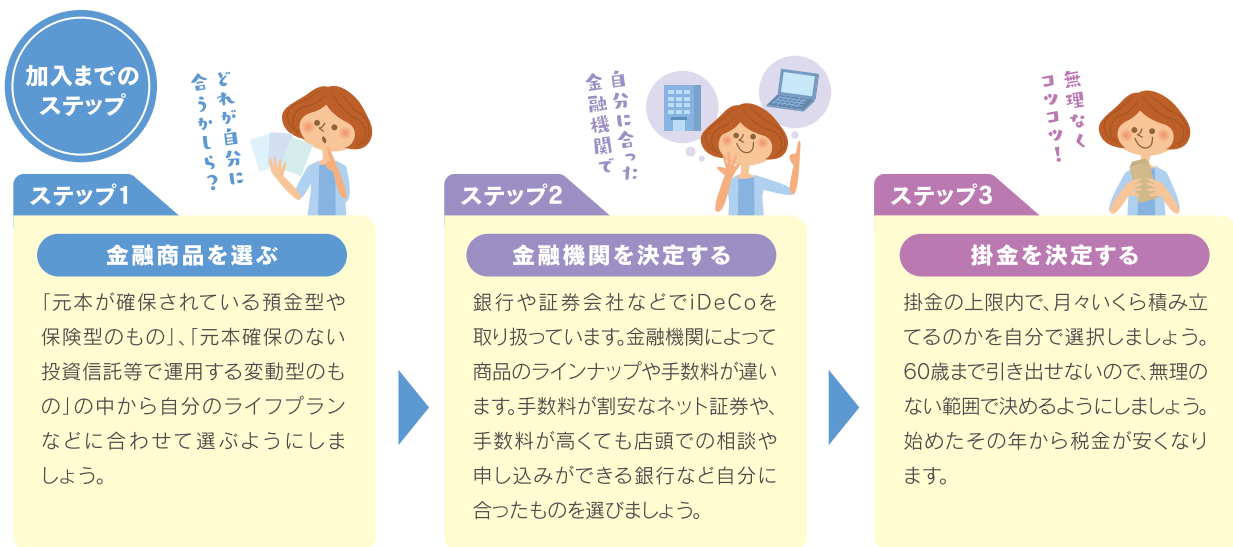 加入までの
ステップ
どれが自分に
合うかしら?
ステップ1
金融商品を選ぶ
「元本が確保されている預金型や
保険型のもの」、「元本確保のない
投資信託等で運用する変動型のも
の」の中から自分のライフプラン
などに合わせて選ぶようにしま
しょう。
自分に合った
金融機関で
ステップ2
金融機関を決定する
銀行や証券会社などでiDeCoを
取り扱っています。金融機関によって
商品のラインナップや手数料が違い
ます。手数料が割安なネット証券や、
手数料が高くても店頭での相談や
申し込みができる銀行など自分に
合ったものを選びましょう。
無理なく
コツコツ!
ステップ3
掛金を決定する
掛金の上限内で、月々いくら積み立
てるのかを自分で選択しましょう。
60歳まで引き出せないので、無理の
ない範囲で決めるようにしましょう。
始めたその年から税金が安くなり
ます。